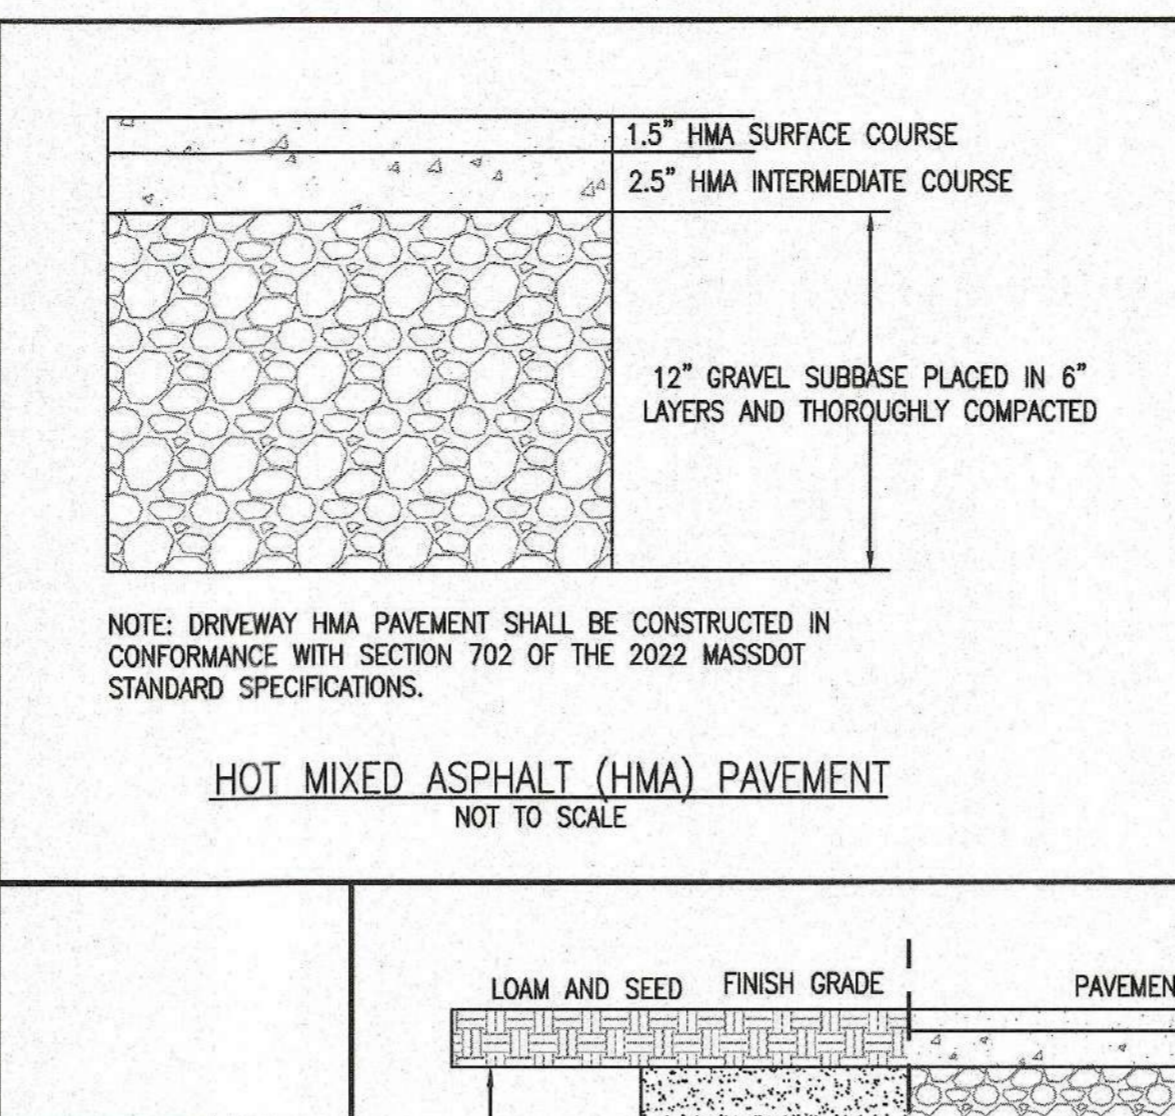 1.5" HMA SURFACE COURSE
2.5" HMA INTERMEDIATE COURSE
12" GRAVEL SUBBASE PLACED IN 6"
LAYERS AND THOROUGHLY COMPACTED
NOTE: DRIVEWAY HMA PAVEMENT SHALL BE CONSTRUCTED IN
CONFORMANCE WITH SECTION 702 OF THE 2022 MASSDOT
STANDARD SPECIFICATIONS.
HOT MIXED ASPHALT (HMA) PAVEMENT
NOT TO SCALE
LOAM AND SEED FINISH GRADE